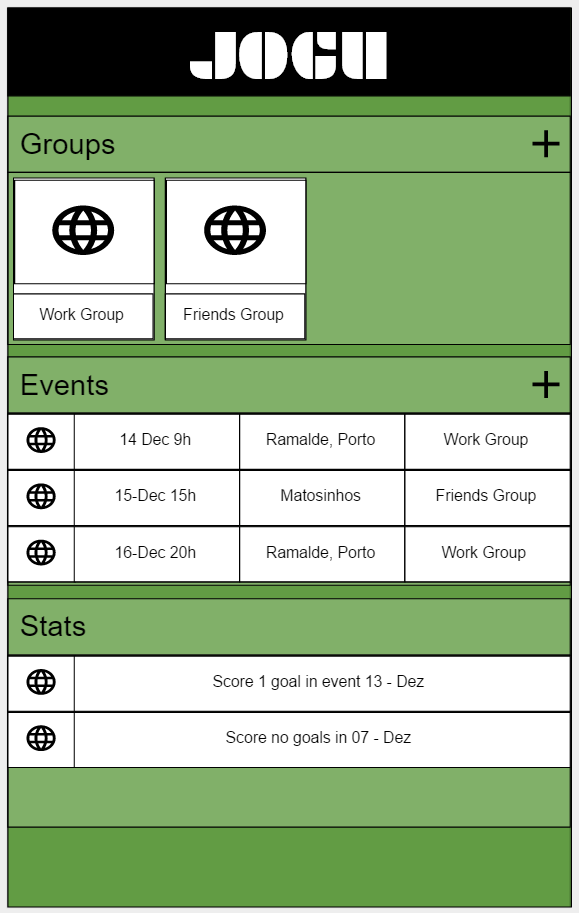 JOGU
Groups
Work Group
Friends Group
Events
14 Dec 9h
Ramalde, Porto
Work Group
15-Dec 15h
Matosinhos
Friends Group
16-Dec 20h
Ramalde, Porto
Work Group
Stats
Score 1 goal in event 13 - Dez
Score no goals in 07 - Dez